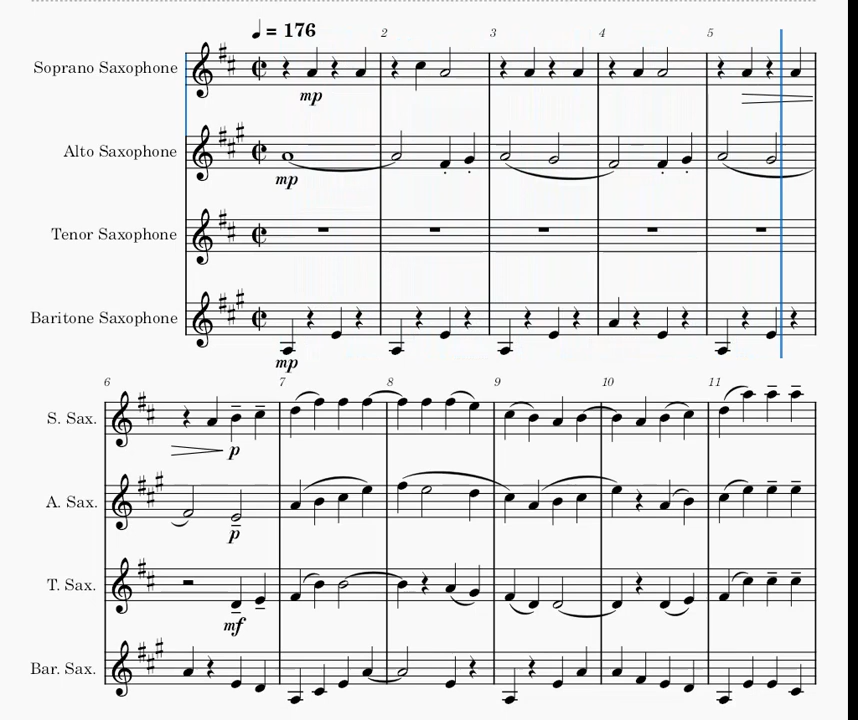 ♩ = 176
2 3 4 5
Soprano Saxophone
mp
Alto Saxophone
mp
Tenor Saxophone
Baritone Saxophone
mp
6 7 8 9 10 11
S. Sax.
p
A. Sax.
p
T. Sax.
mf
Bar. Sax.